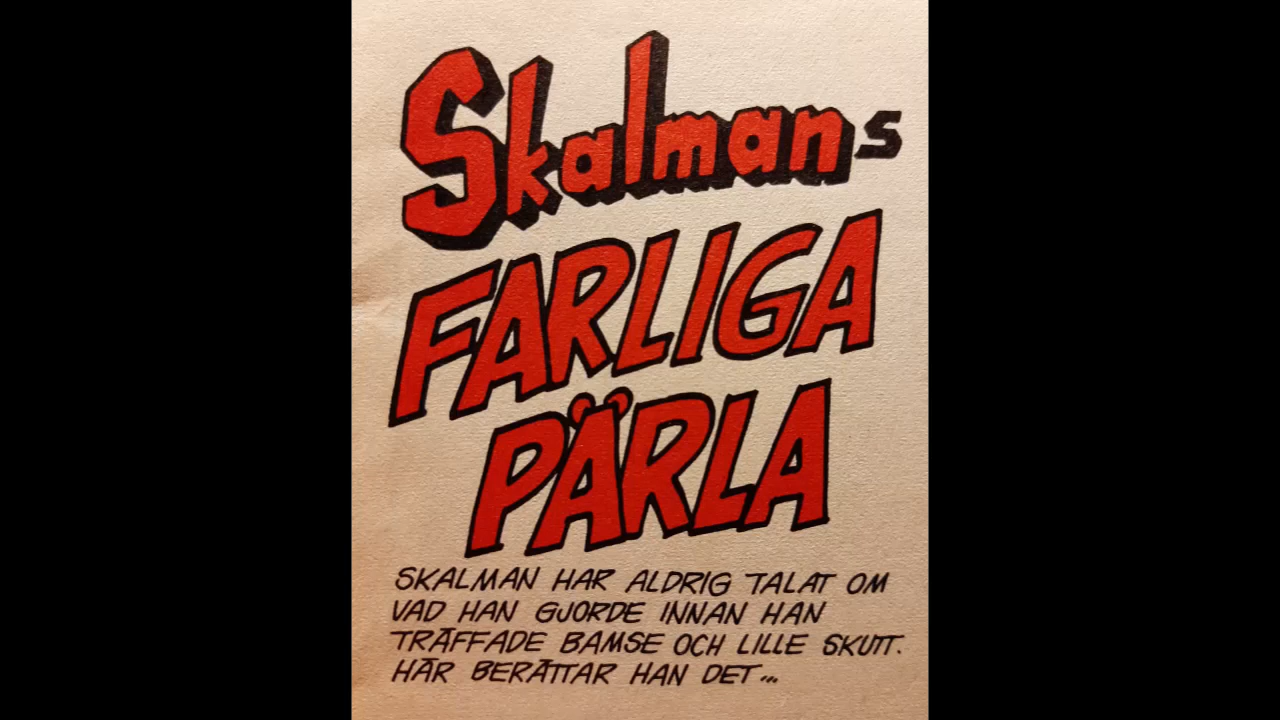 Skalmans
FARLIGA
PÄRLA
SKALMAN HAR ALDRIG TALAT OM
VAD HAN GJORDE INNAN HAN
TRÄFFADE BAMSE OCH LILLE SKUTT.
HÄR BERÄTTAR HAN DET...